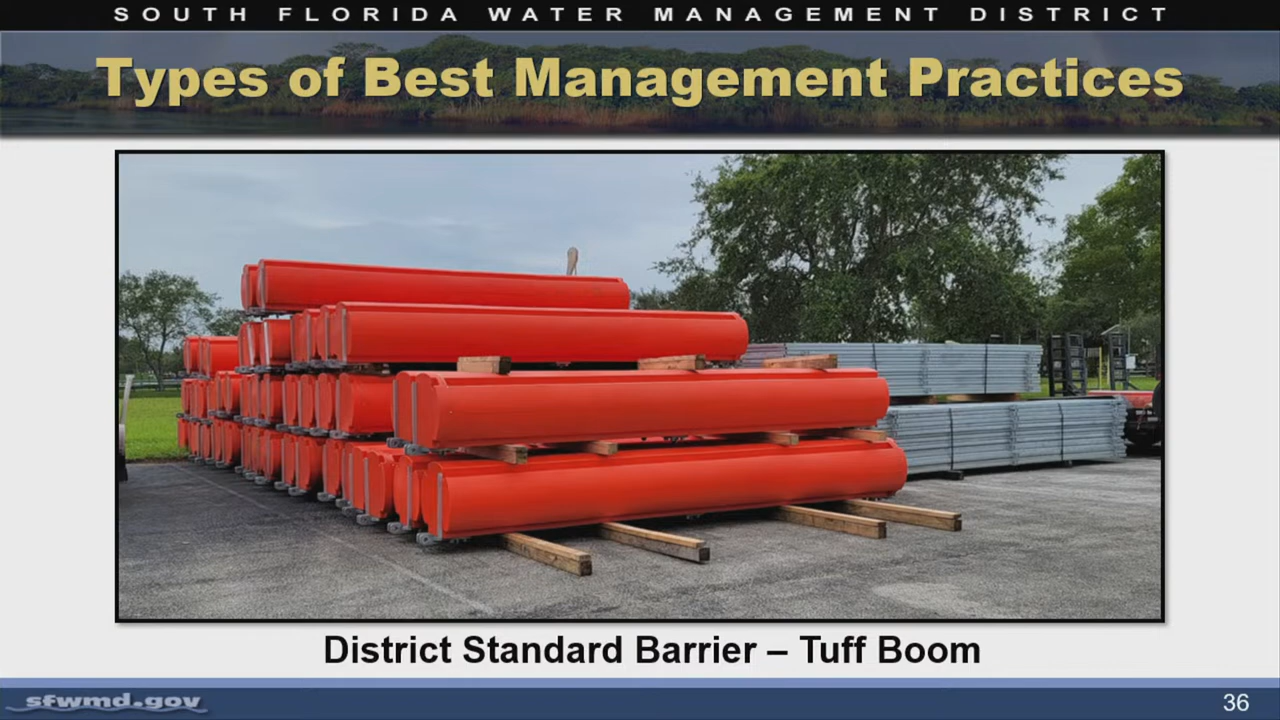 SOUTH FLORIDA WATER MANAGEMENT DISTRICT
Types of Best Management Practices
District Standard Barrier – Tuff Boom
sfwmd.gov
36